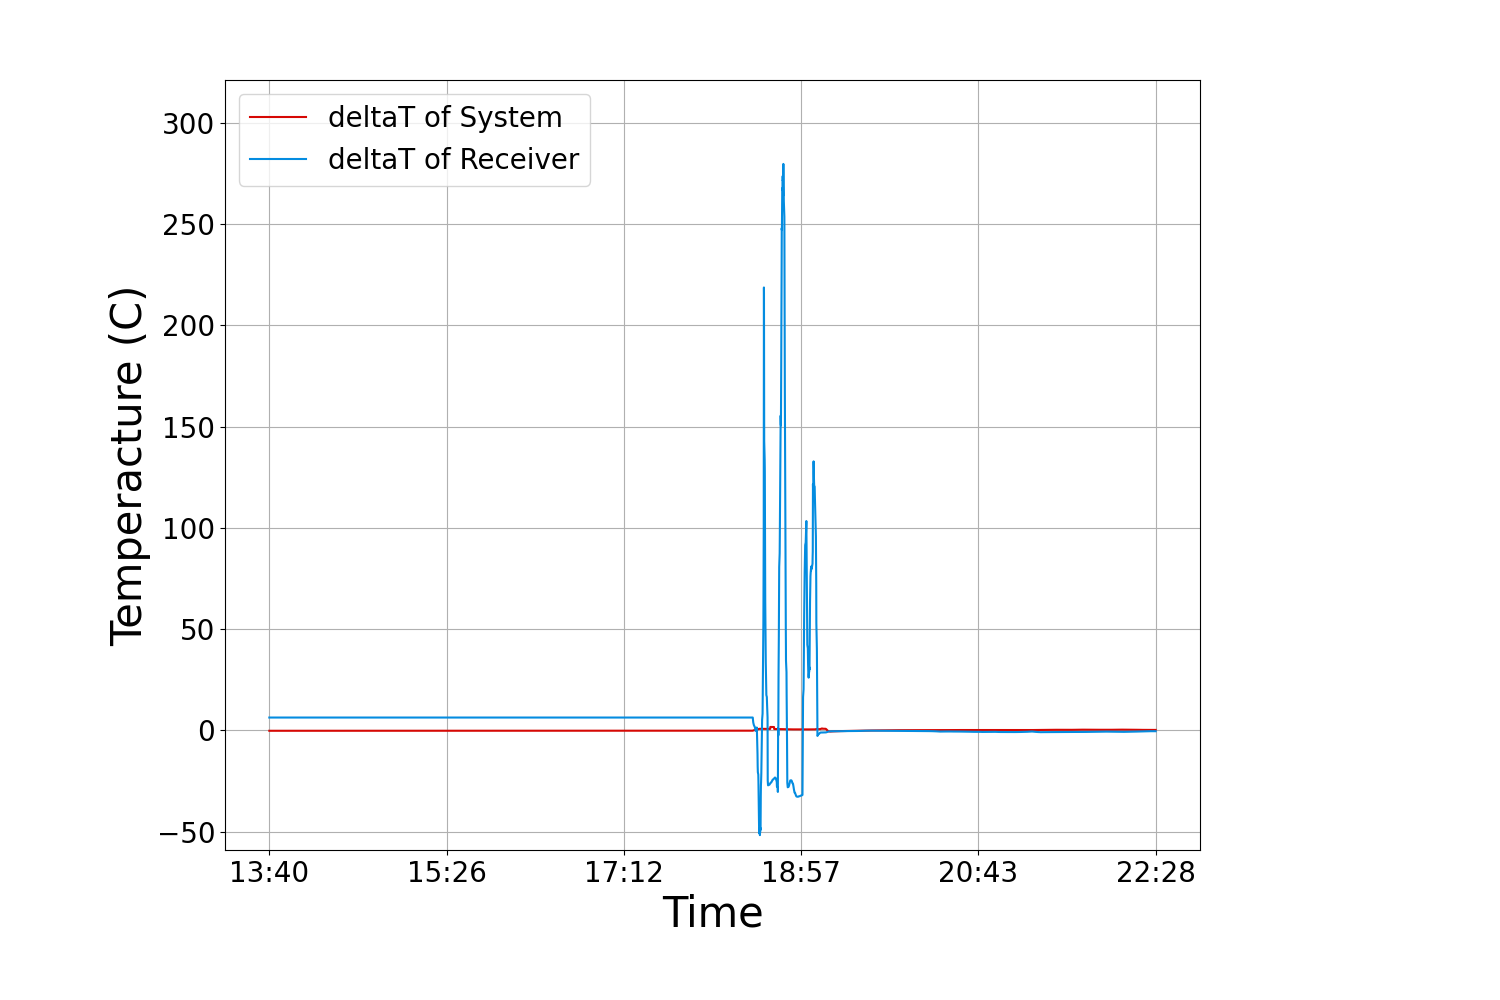 deltaT of System
deltaT of Receiver
300
250
200
150
100
50
0
−50
Temperacture (C)
13:40 15:26 17:12 18:57 20:43 22:28
Time